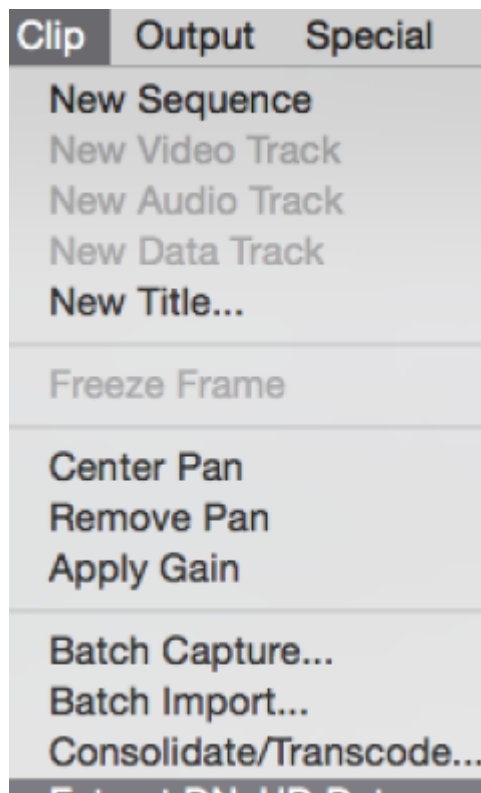 Clip Output Special
New Sequence
New Video Track
New Audio Track
New Data Track
New Title...
Freeze Frame
Center Pan
Remove Pan
Apply Gain
Batch Capture...
Batch Import...
Consolidate/Transcode...